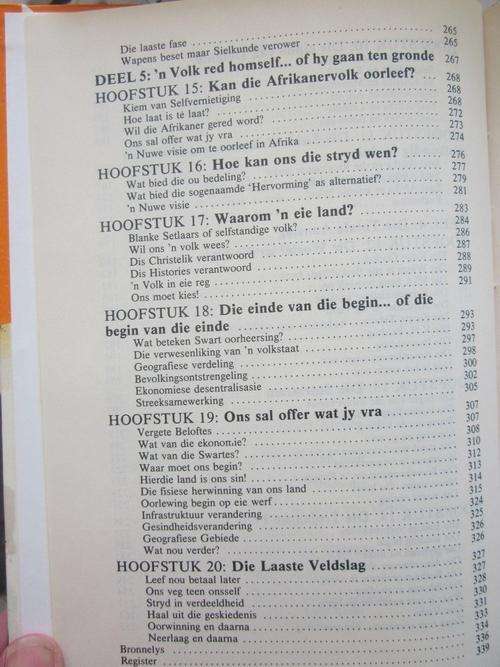 Die laaste fase ... 265
Wapens beset maar Sielkunde verower ... 265
DEEL 5: 'n Volk red homself... of hy gaan ten gronde 267
HOOFSTUK 15: Kan die Afrikanervolk oorleef? ... 268
Kiem van Selfvernietiging ... 268
Hoe laat is té laat? ... 268
Wil die Afrikaner gered word? ... 272
Ons sal offer wat jy vra ... 273
'n Nuwe visie om te oorleef in Afrika ... 274
HOOFSTUK 16: Hoe kan ons die stryd wen? ... 276
Wat bied die ou bedeling? ... 277
Wat bied die sogenaamde 'Hervorming' as alternatief? ... 279
'n Nuwe visie ... 281
HOOFSTUK 17: Waarom 'n eie land? ... 283
Blanke Setlaars of selfstandige volk? ... 284
Wil ons 'n volk wees? ... 286
Dis Christelik verantwoord ... 287
Dis Histories verantwoord ... 288
'n Volk in eie reg ... 289
Ons moet kies! ... 291
HOOFSTUK 18: Die einde van die begin... of die
begin van die einde ... 293
Wat beteken Swart oorheersing? ... 293
Die verwesenliking van 'n volkstaat ... 297
Geografiese verdeling ... 298
Bevolkingsontstrengeling ... 300
Ekonomiese desentralisasie ... 302
Streeksamewerking ... 305
HOOFSTUK 19: Ons sal offer wat jy vra ... 307
Vergete Beloftes ... 307
Wat van die ekonomie? ... 308
Wat van die Swartes? ... 310
Waar moet ons begin? ... 312
Hierdie land is ons sin! ... 313
Die fisiese herwinning van ons land ... 314
Oorlewing begin op eie werf ... 315
Infrastruktuur verandering ... 324
Gesindheidsverandering ... 325
Geografiese Gebiede ... 326
Wat nou verder? ... 326
HOOFSTUK 20: Die Laaste Veldslag ... 327
Leef nou betaal later ... 327
Ons veg teen onsself ... 328
Stryd in verdeeldheid ... 330
Haal uit die geskiedenis ... 331
Oorwinning en daarna ... 333
Neerlaag en daarna ... 334
Bronnelys ... 336
Register ... 339